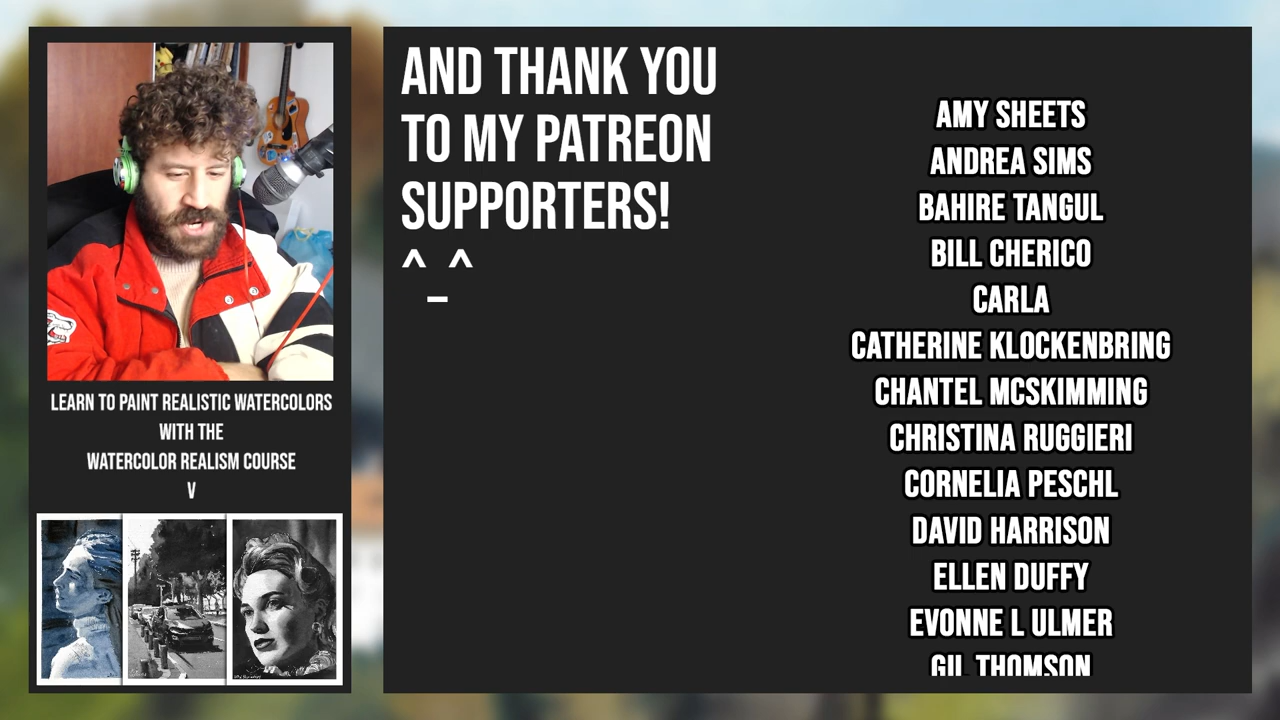 AND THANK YOU
TO MY PATREON
SUPPORTERS!
^ ^
_
AMY SHEETS
ANDREA SIMS
BAHIRE TANGUL
BILL CHERICO
CARLA
CATHERINE KLOCKENBRING
CHANTEL MCSKIMMING
CHRISTINA RUGGIERI
CORNELIA PESCHL
DAVID HARRISON
ELLEN DUFFY
EVONNE L ULMER
GIL THOMSON
LEARN TO PAINT REALISTIC WATERCOLORS
WITH THE
WATERCOLOR REALISM COURSE
V